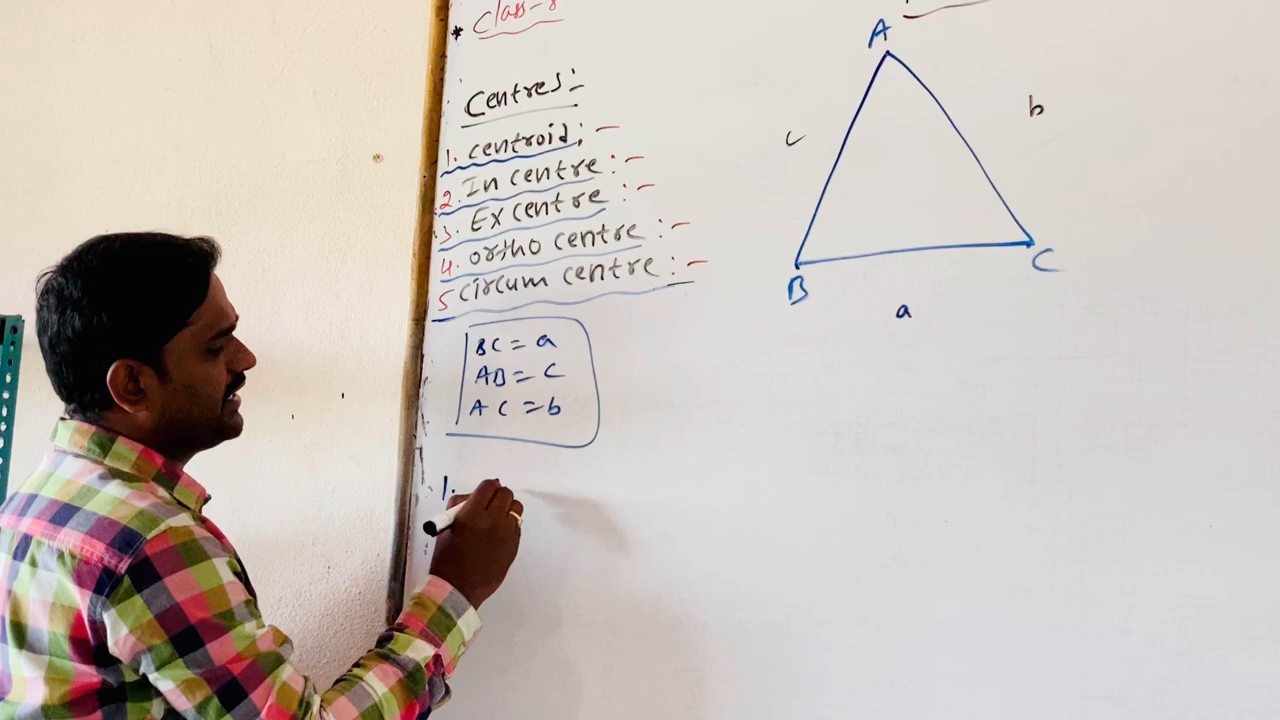 * Class-8
Centres:-
1. centroid:-
2. In centre:-
3. Ex centre:-
4. ortho centre:-
5 circum centre:-
BC = a
AB = c
AC = b
1.
A
c
b
B
C
a